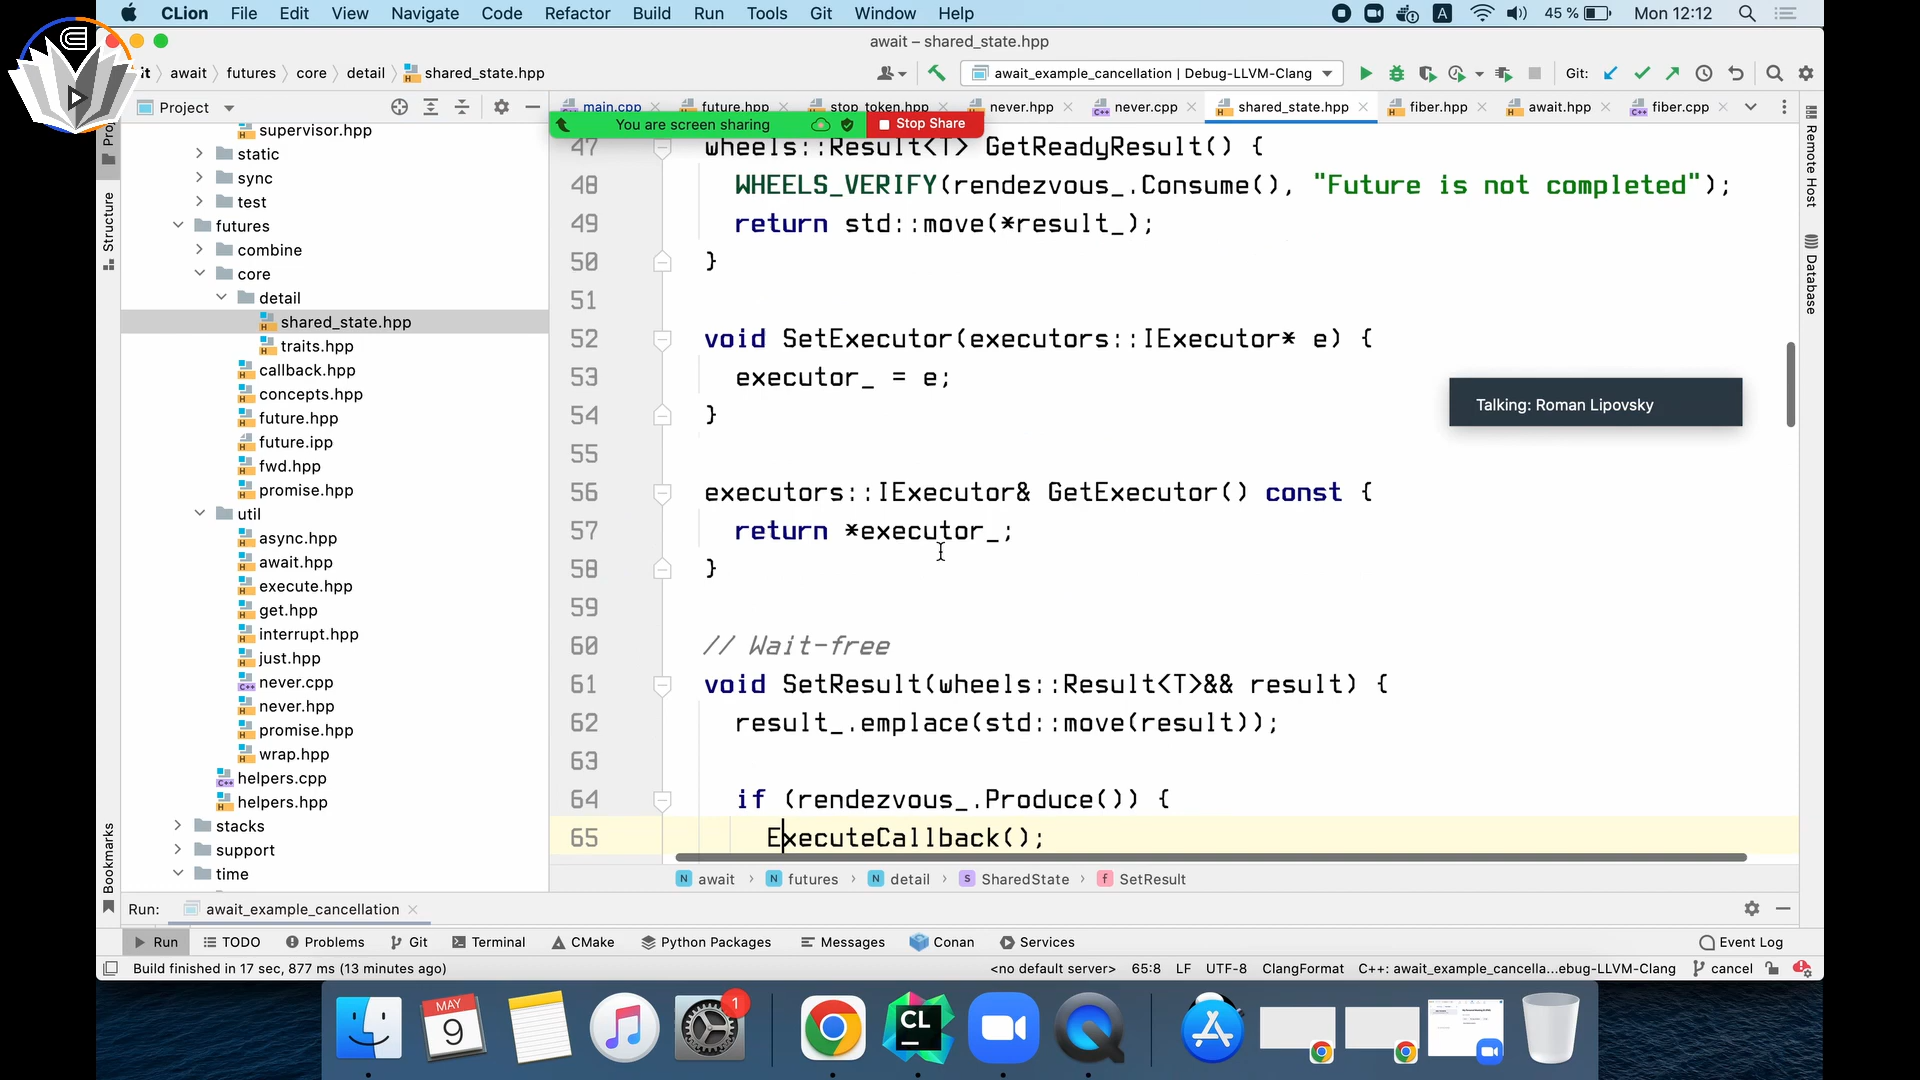 CLion File Edit View Navigate Code Refactor Build Run Tools Git Window Help
A 45 % Mon 12:12
await – shared_state.hpp
await futures core detail shared_state.hpp
await_example_cancellation | Debug-LLVM-Clang
Git:
Project
main.cpp future.hpp stop_token.hpp never.hpp never.cpp shared_state.hpp fiber.hpp await.hpp fiber.cpp
You are screen sharing Stop Share
supervisor.hpp
static
sync
test
futures
combine
core
detail
shared_state.hpp
traits.hpp
callback.hpp
concepts.hpp
future.hpp
future.ipp
fwd.hpp
promise.hpp
util
async.hpp
await.hpp
execute.hpp
get.hpp
interrupt.hpp
just.hpp
never.cpp
never.hpp
promise.hpp
wrap.hpp
helpers.cpp
helpers.hpp
stacks
support
time
Structure
Bookmarks
47 wheels::Result<T> GetReadyResult() {
48 WHEELS_VERIFY(rendezvous_.Consume(), "Future is not completed");
49 return std::move(*result_);
50 }
51
52 void SetExecutor(executors::IExecutor* e) {
53 executor_ = e;
54 }
55
56 executors::IExecutor& GetExecutor() const {
57 return *executor_;
58 }
59
60 // Wait-free
61 void SetResult(wheels::Result<T>&& result) {
62 result_.emplace(std::move(result));
63
64 if (rendezvous_.Produce()) {
65 ExecuteCallback();
Talking: Roman Lipovsky
Remote Host
Database
N await N futures N detail S SharedState f SetResult
Run: await_example_cancellation
Run TODO Problems Git Terminal CMake Python Packages Messages Conan Services Event Log
Build finished in 17 sec, 877 ms (13 minutes ago) <no default server> 65:8 LF UTF-8 ClangFormat C++: await_example_cancella...ebug-LLVM-Clang cancel
MAY
9
1
CL